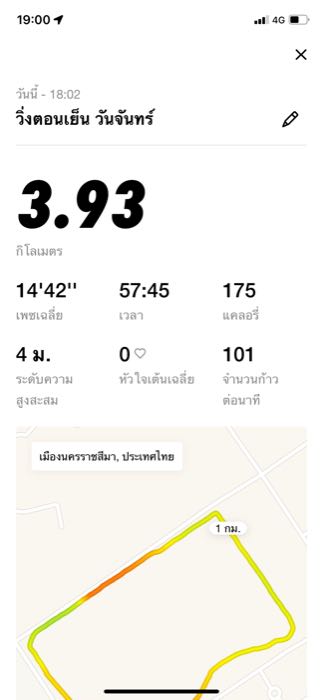 19:00
4G
วันนี้ - 18:02
วิ่งตอนเย็น วันจันทร์
3.93
กิโลเมตร
14'42" 57:45 175
เพซเฉลี่ย เวลา แคลอรี่
4 ม. 0 101
ระดับความ หัวใจเต้นเฉลี่ย จำนวนก้าว
สูงสะสม ต่อนาที
เมืองนครราชสีมา, ประเทศไทย
1 กม.